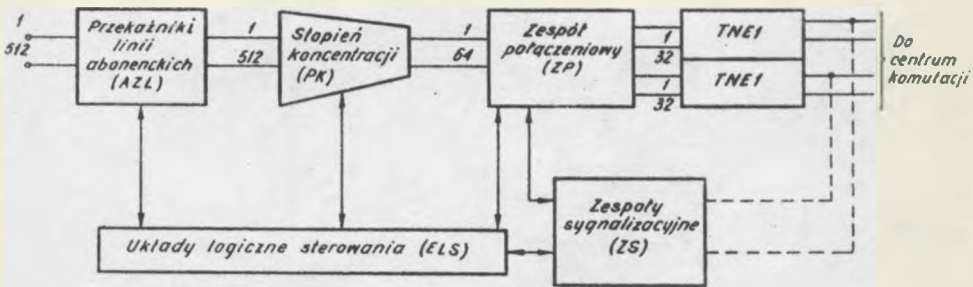 1
512
Przekaźniki
linii
abonenckich
(AZL)
1
512
Stopień
koncentracji
(PK)
1
64
Zespół
połączeniowy
(ZP)
1
32
1
32
TNE1
TNE1
Do
centrum
komutacji
Zespoły
sygnalizacyjne
(ZS)
Układy logiczne sterowania (ELS)